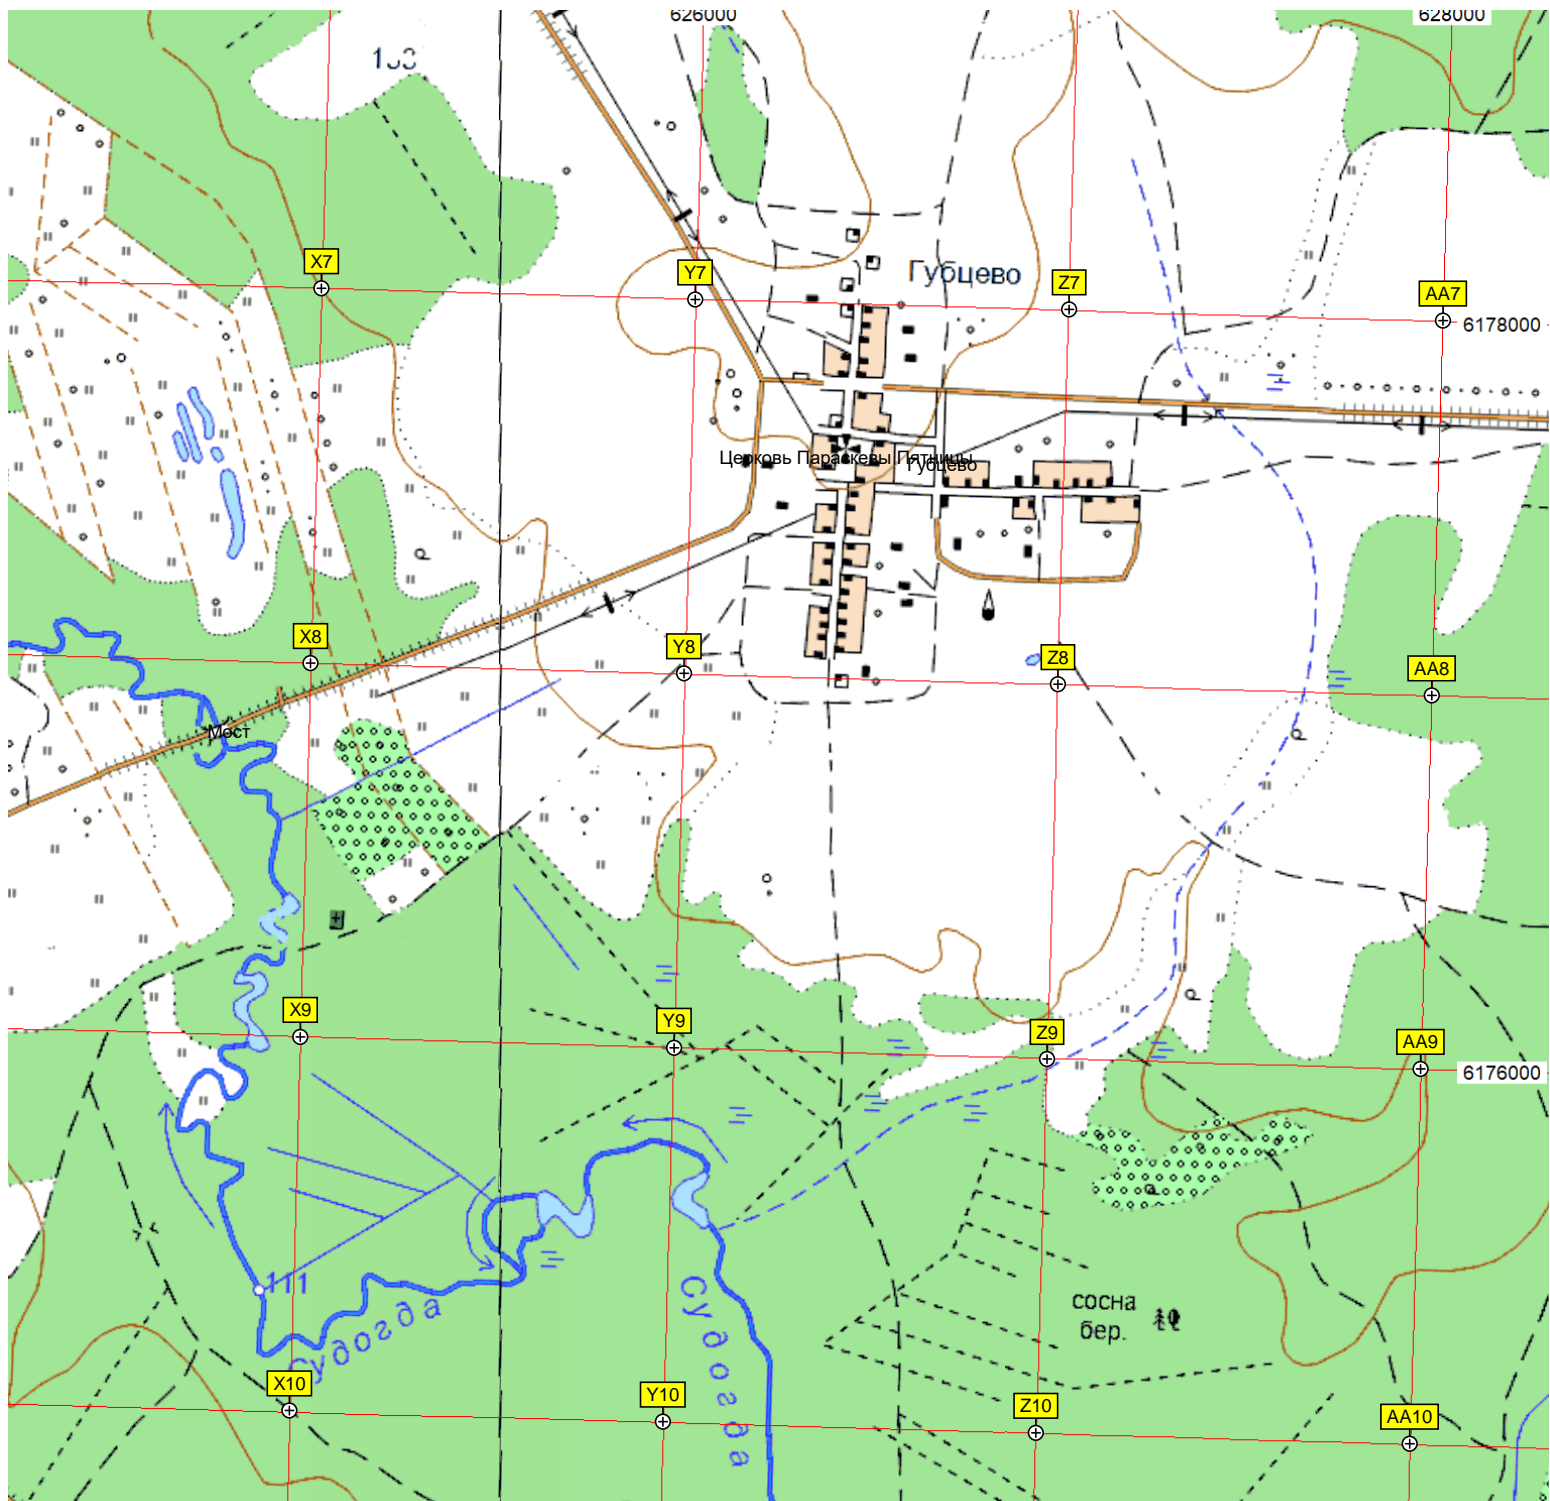 626000
628000
X7
Y7
Губцево
Z7
AA7
6178000
Церковь Параскевы Пятницы
Губцево
X8
Y8
Z8
AA8
Мост
X9
Y9
Z9
AA9
6176000
111
Судогда
Судогда
сосна
бер.
X10
Y10
Z10
AA10